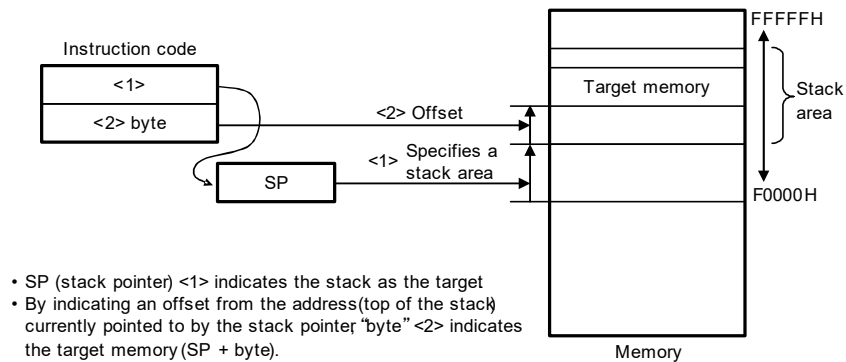 FFFFFH
Instruction code
<1>
Target memory
Stack
area
<2> byte
<2> Offset
<1> Specifies a
stack area
SP
F0000H
• SP (stack pointer) <1> indicates the stack as the target
• By indicating an offset from the address(top of the stack)
currently pointed to by the stack pointer, “byte” <2> indicates
the target memory (SP + byte).
Memory